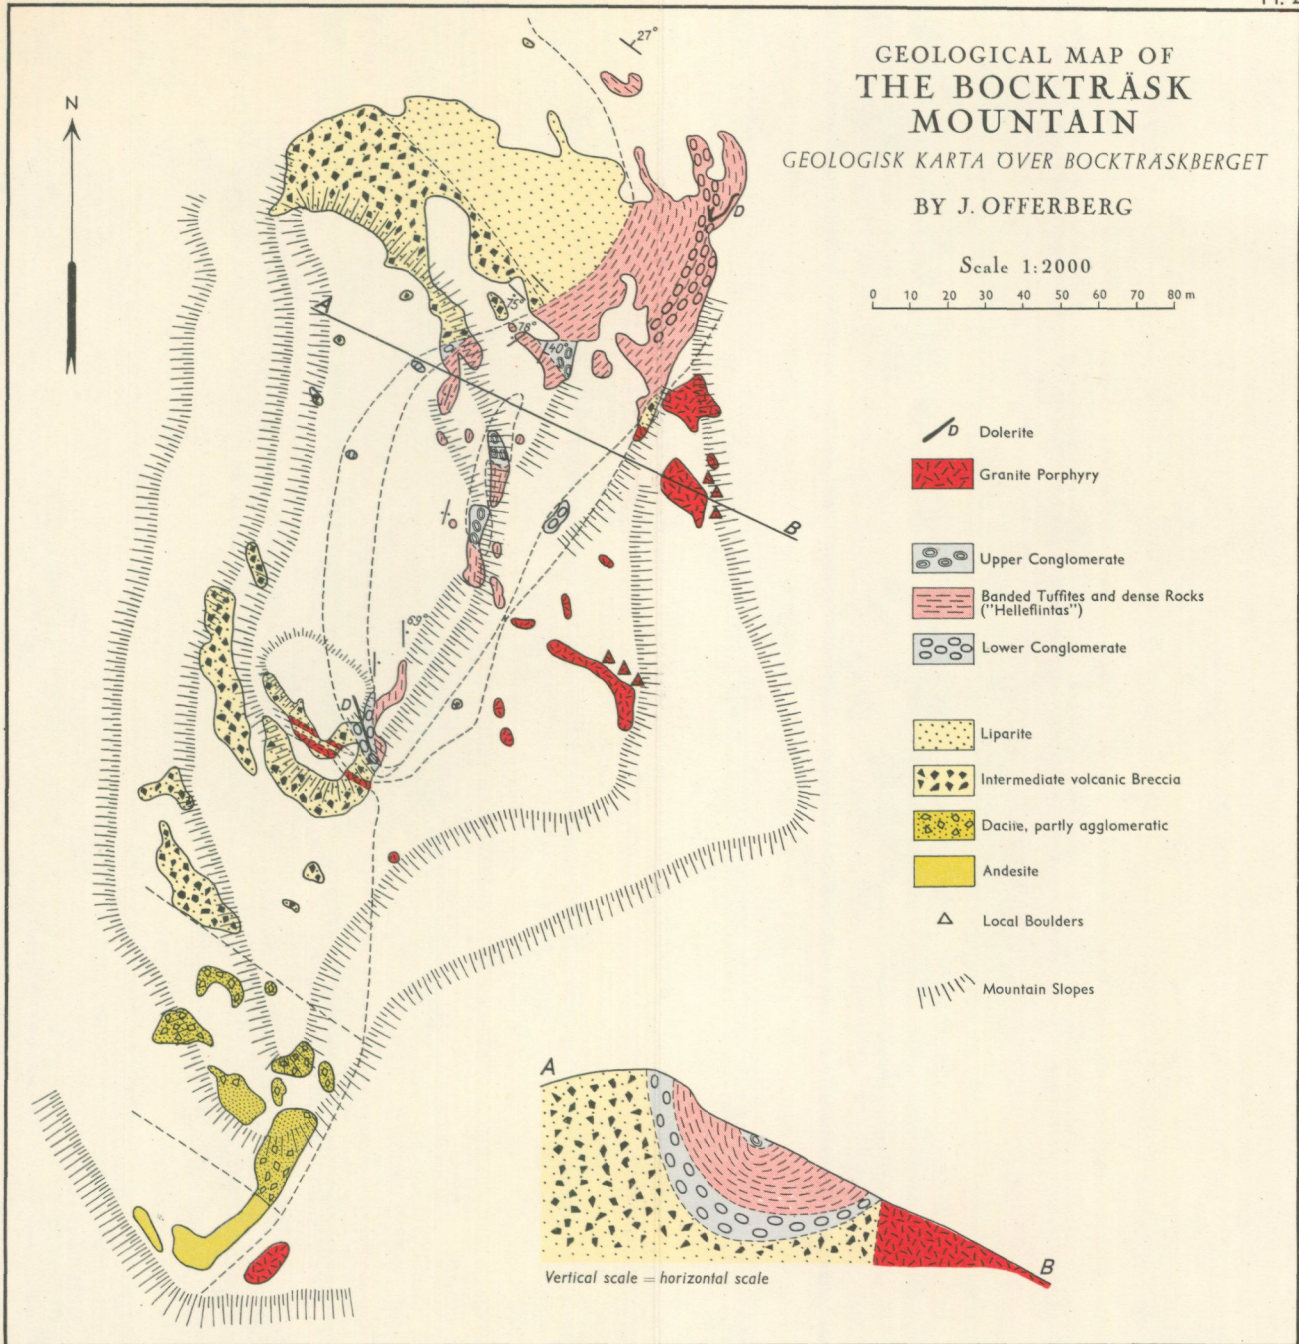 GEOLOGICAL MAP OF
THE BOCKTRÄSK
MOUNTAIN
GEOLOGISK KARTA ÖVER BOCKTRÄSKBERGET
BY J. OFFERBERG
Scale 1:2000
0 10 20 30 40 50 60 70 80 m
N
27°
D
A
75°
78°
40°
B
D
Dolerite
Granite Porphyry
Upper Conglomerate
Banded Tuffites and dense Rocks
("Helleflintas")
Lower Conglomerate
Liparite
Intermediate volcanic Breccia
Dacite, partly agglomeratic
Andesite
Local Boulders
Mountain Slopes
D
A
B
Vertical scale = horizontal scale